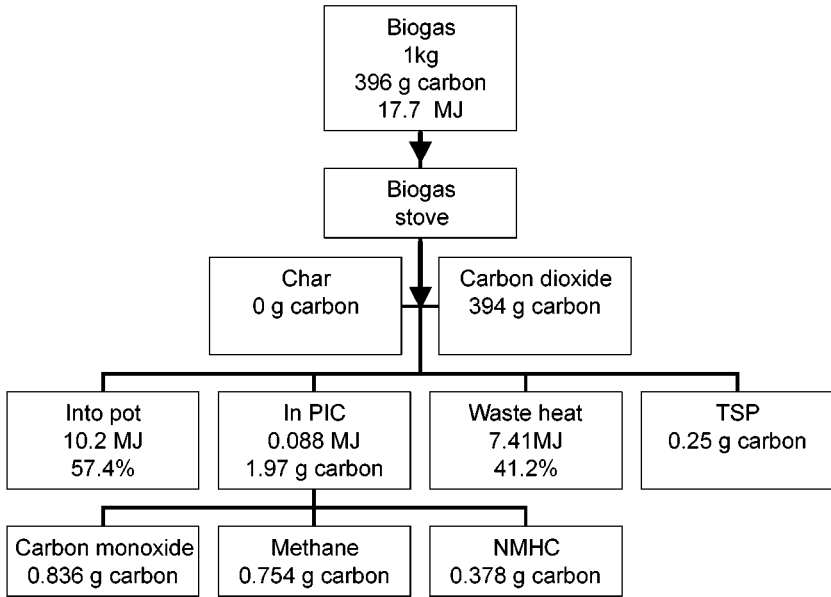 Biogas
1kg
396 g carbon
17.7 MJ
Biogas
stove
Char
0 g carbon
Carbon dioxide
394 g carbon
Into pot
10.2 MJ
57.4%
In PIC
0.088 MJ
1.97 g carbon
Waste heat
7.41MJ
41.2%
TSP
0.25 g carbon
Carbon monoxide
0.836 g carbon
Methane
0.754 g carbon
NMHC
0.378 g carbon